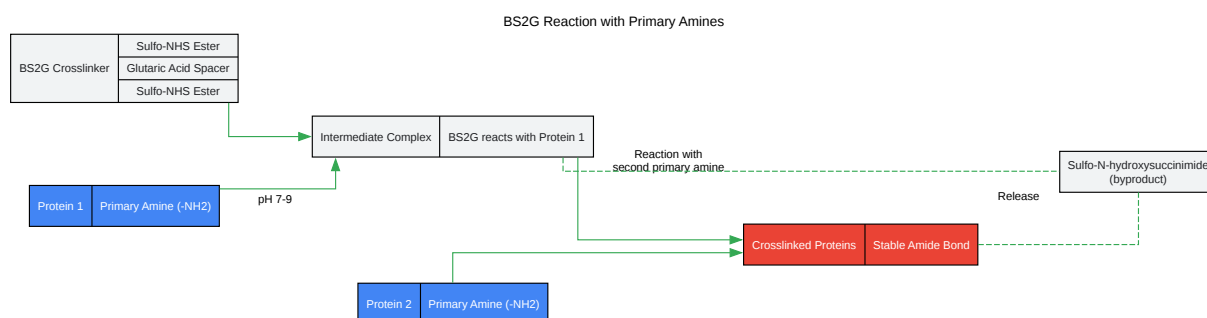 BS2G Reaction with Primary Amines
BS2G Crosslinker
Sulfo-NHS Ester
Glutaric Acid Spacer
Sulfo-NHS Ester
Intermediate Complex
BS2G reacts with Protein 1
Reaction with
second primary amine
Sulfo-N-hydroxysuccinimide
(byproduct)
Protein 1
Primary Amine (-NH2)
pH 7-9
Release
Crosslinked Proteins
Stable Amide Bond
Protein 2
Primary Amine (-NH2)